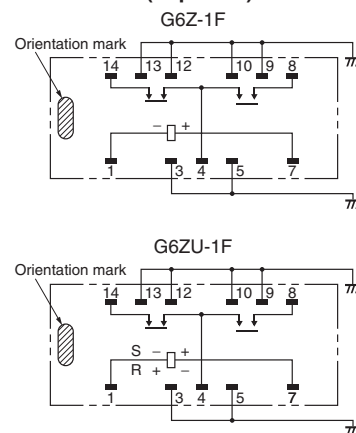 G6Z-1F
Orientation mark
14 13 12 10 9 8
− +
1 3 4 5 7
G6ZU-1F
Orientation mark
14 13 12 10 9 8
S − +
R + −
1 3 4 5 7